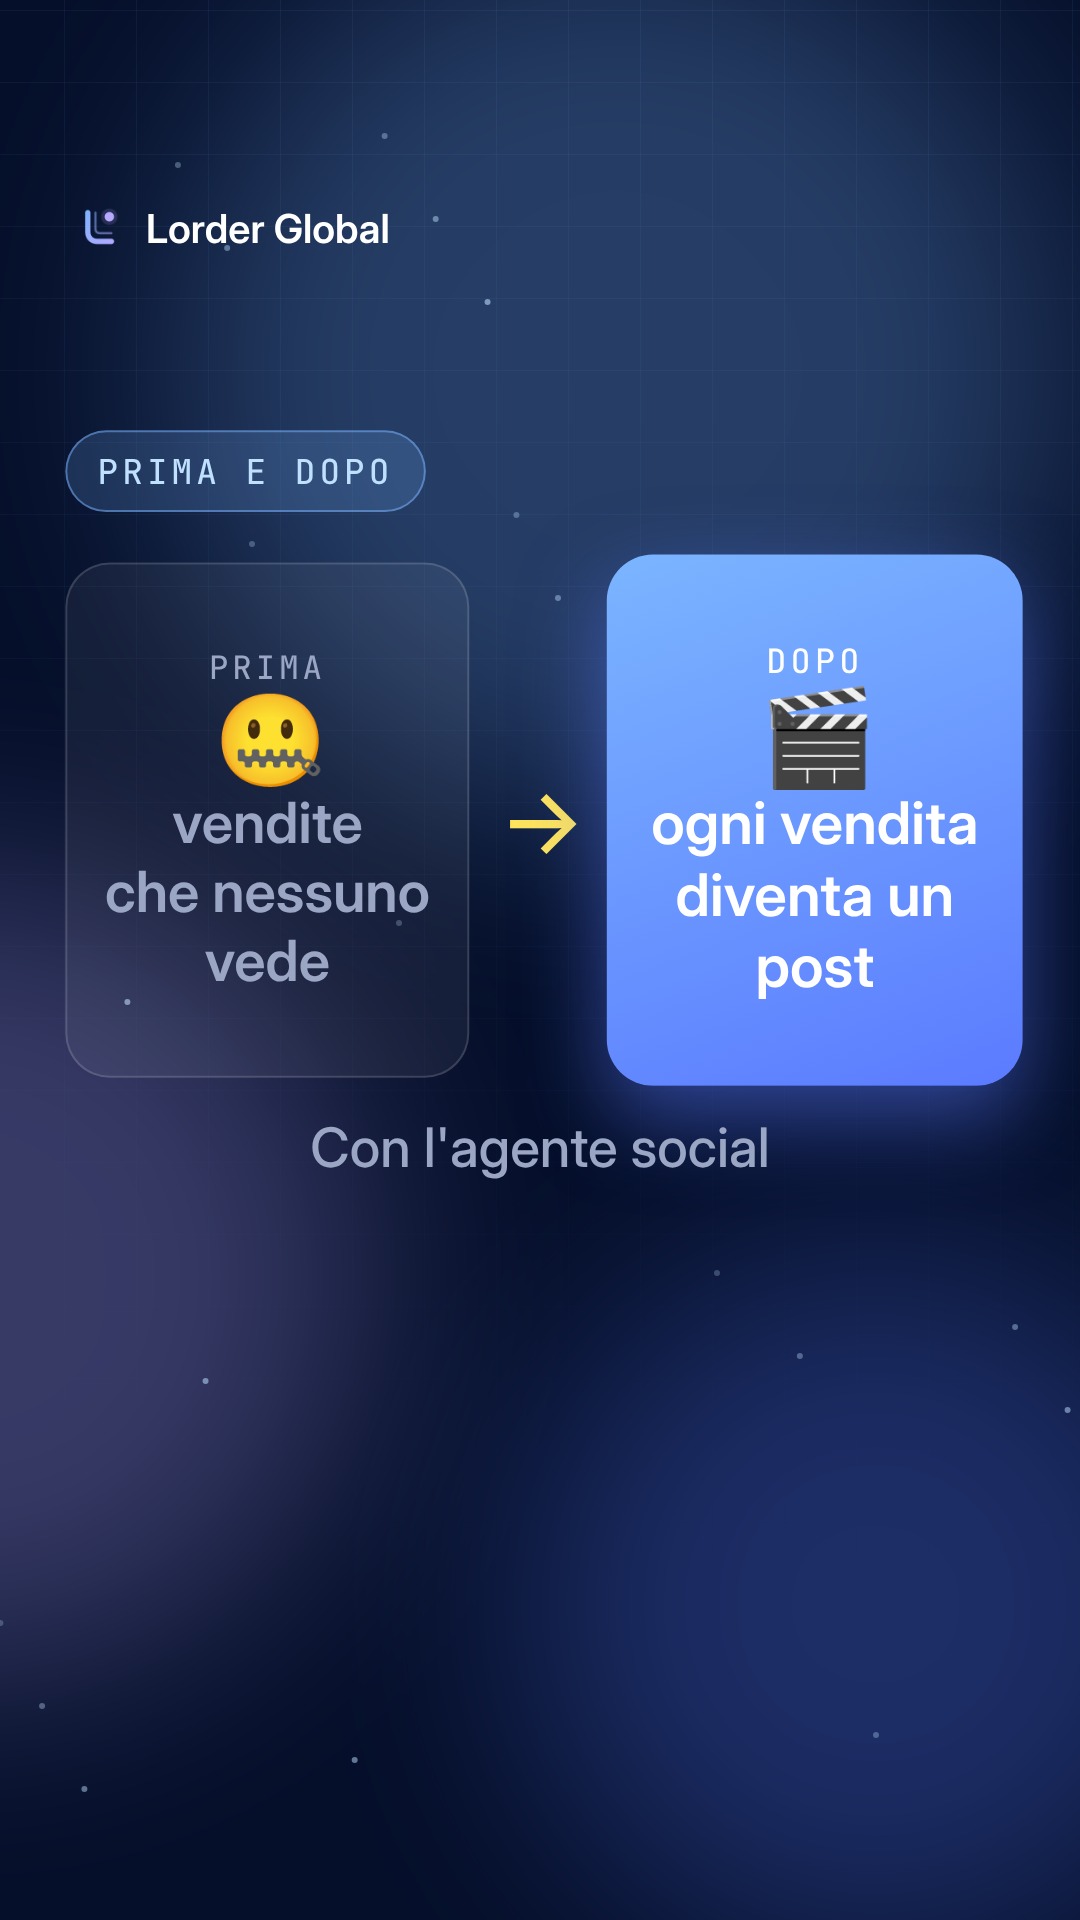 Lorder Global
PRIMA E DOPO
PRIMA
vendite
che nessuno
vede
DOPO
ogni vendita
diventa un
post
Con l'agente social